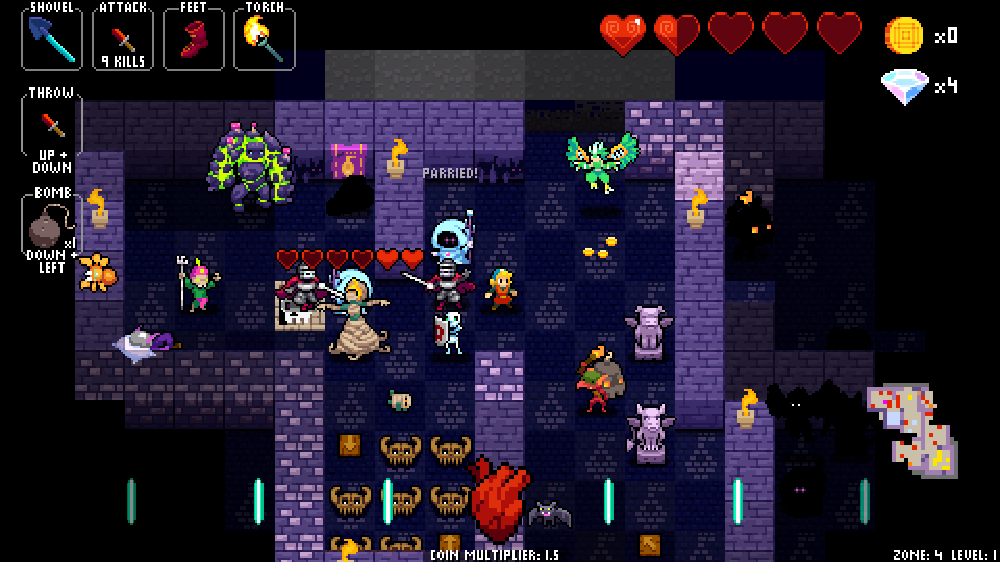 SHOVEL
ATTACK
FEET
TORCH
9 KILLS
x0
x4
THROW
UP +
DOWN
PARRIED!
BOMB
x1
DOWN +
LEFT
COIN MULTIPLIER: 1.5
ZONE: 4 LEVEL: 1